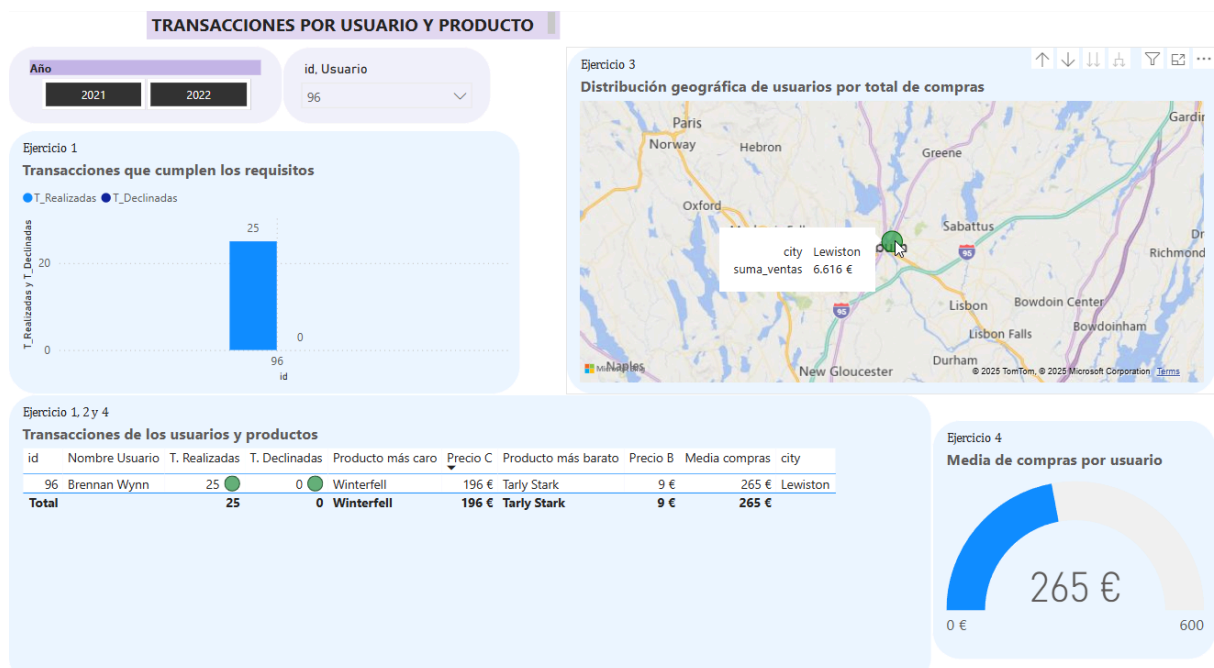 TRANSACCIONES POR USUARIO Y PRODUCTO
Año
2021 2022
id, Usuario
96
Ejercicio 1
Transacciones que cumplen los requisitos
T_Realizadas T_Declinadas
T_Realizadas y T_Declinadas
20
0
25
0
96
id
Ejercicio 3
Distribución geográfica de usuarios por total de compras
Paris
Norway
Hebron
Greene
Oxford
Sabattus
city Lewiston
suma_ventas 6.616 €
95
95
Richmond
Lisbon
Bowdoin Center
Lisbon Falls
Bowdoinham
Durham
Naples
New Gloucester
© 2025 TomTom, © 2025 Microsoft Corporation Terms
Ejercicio 1, 2 y 4
Transacciones de los usuarios y productos
id Nombre Usuario T. Realizadas T. Declinadas Producto más caro Precio C Producto más barato Precio B Media compras city
96 Brennan Wynn 25 0 Winterfell 196 € Tarly Stark 9 € 265 € Lewiston
Total 25 0 Winterfell 196 € Tarly Stark 9 € 265 €
Ejercicio 4
Media de compras por usuario
265 €
0 €
600